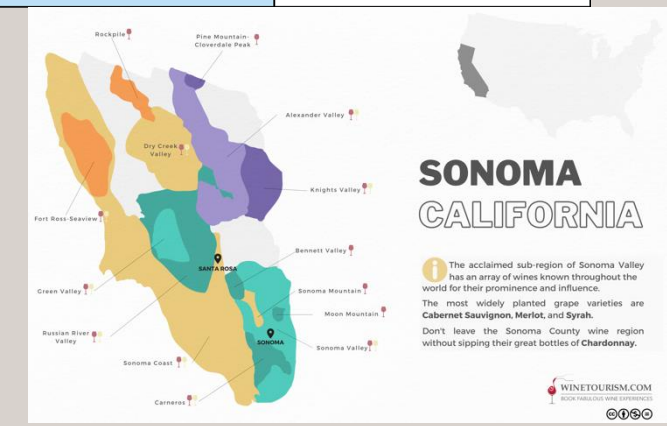 Rockpile
Pine Mountain-
Cloverdale Peak
Alexander Valley
Dry Creek
Valley
Knights Valley
Fort Ross-Seaview
Bennett Valley
SANTA ROSA
Green Valley
Sonoma Mountain
Moon Mountain
Russian River
Valley
SONOMA
Sonoma Valley
Sonoma Coast
Carneros
SONOMA
CALIFORNIA
i
The acclaimed sub-region of Sonoma Valley
has an array of wines known throughout the
world for their prominence and influence.
The most widely planted grape varieties are
Cabernet Sauvignon, Merlot, and Syrah.
Don't leave the Sonoma County wine region
without sipping their great bottles of Chardonnay.
WINETOURISM.COM
BOOK FABULOUS WINE EXPERIENCES
cc